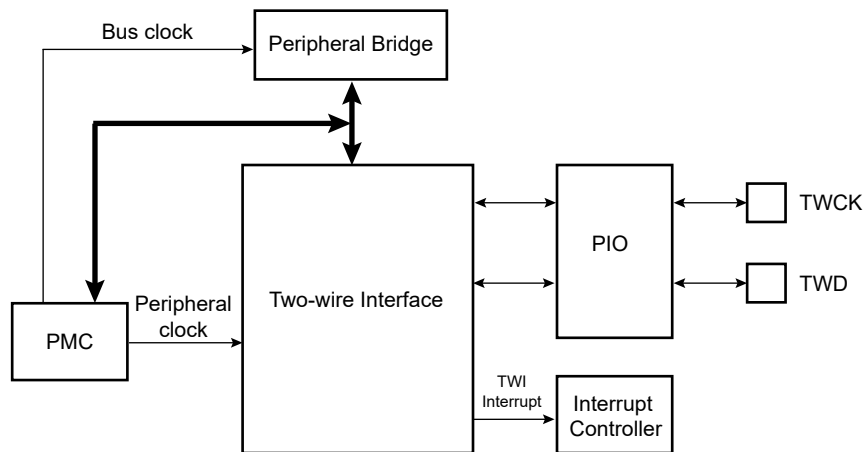 Bus clock
Peripheral Bridge
TWCK
PIO
Two-wire Interface
TWD
Peripheral
clock
PMC
TWI
Interrupt
Interrupt
Controller